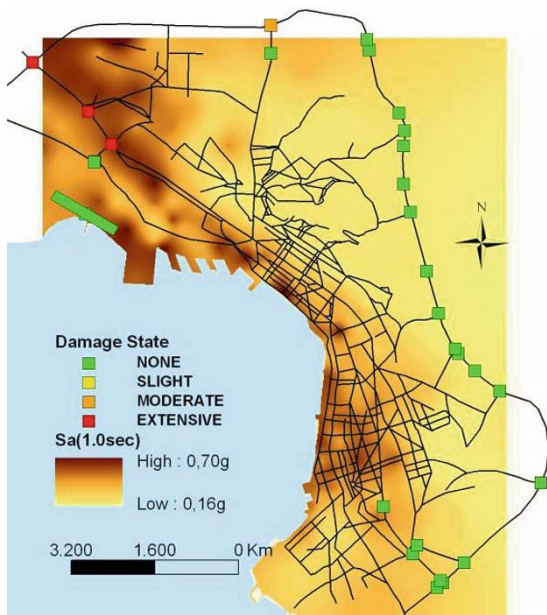 N
Damage State
NONE
SLIGHT
MODERATE
EXTENSIVE
Sa(1.0sec)
High : 0,70g
Low : 0,16g
3.200 1.600 0 Km